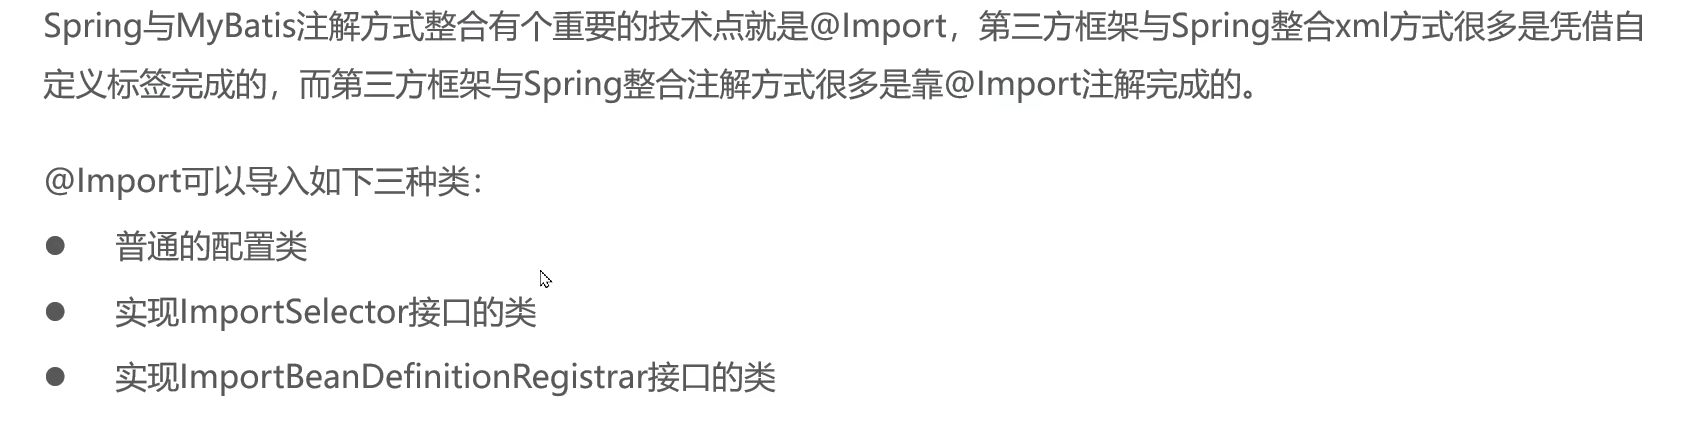 Spring与MyBatis注解方式整合有个重要的技术点就是@Import，第三方框架与Spring整合xml方式很多是凭借自
定义标签完成的，而第三方框架与Spring整合注解方式很多是靠@Import注解完成的。
@Import可以导入如下三种类：
● 普通的配置类
● 实现ImportSelector接口的类
● 实现ImportBeanDefinitionRegistrar接口的类